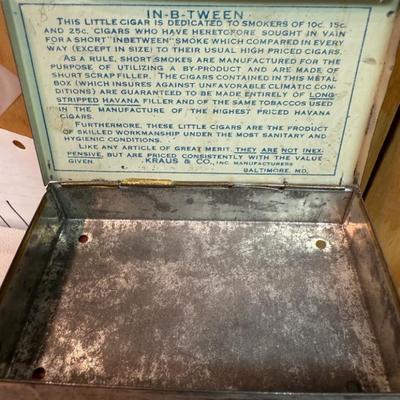 IN-B-TWEEN
THIS LITTLE CIGAR IS DEDICATED TO SMOKERS OF 10c, 15c
AND 25c, CIGARS WHO HAVE HERETOFORE SOUGHT IN VAIN
FOR A SHORT "INBETWEEN" SMOKE WHICH COMPARED IN EVERY
WAY (EXCEPT IN SIZE) TO THEIR USUAL HIGH PRICED CIGARS.
AS A RULE, SHORT SMOKES ARE MANUFACTURED FOR THE
PURPOSE OF UTILIZING A BY-PRODUCT AND ARE MADE OF
SHORT SCRAP FILLER. THE CIGARS CONTAINED IN THIS METAL
BOX (WHICH INSURES AGAINST UNFAVORABLE CLIMATIC CON-
DITIONS) ARE GUARANTEED TO BE MADE ENTIRELY OF LONG
STRIPPED HAVANA FILLER AND OF THE SAME TOBACCOS USED
IN THE MANUFACTURE OF THE HIGHEST PRICED HAVANA
CIGARS.
FURTHERMORE, THESE LITTLE CIGARS ARE THE PRODUCT
OF SKILLED WORKMANSHIP UNDER THE MOST SANITARY AND
HYGIENIC CONDITIONS.
LIKE ANY ARTICLE OF GREAT MERIT, THEY ARE NOT INEX-
PENSIVE, BUT ARE PRICED CONSISTENTLY WITH THE VALUE
GIVEN. KRAUS & CO., INC. MANUFACTURERS
BALTIMORE, MD.